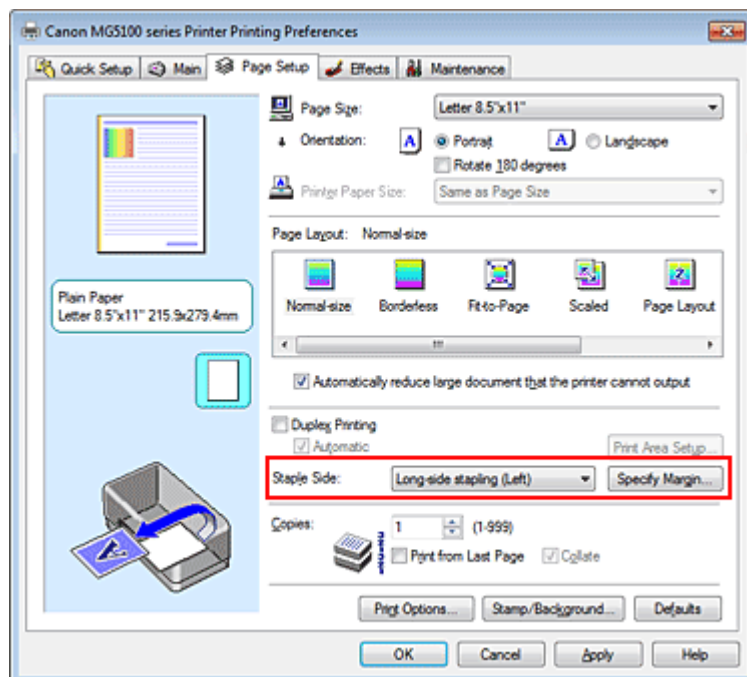 Canon MG5100 series Printer Printing Preferences
Quick Setup Main Page Setup Effects Maintenance
Page Size: Letter 8.5"x11"
Orientation: A Portrait A Landscape
Rotate 180 degrees
Printer Paper Size: Same as Page Size
Page Layout: Normal-size
Normal-size Borderless Fit-to-Page Scaled Page Layout
Plain Paper
Letter 8.5"x11" 215.9x279.4mm
Automatically reduce large document that the printer cannot output
Duplex Printing
Automatic Print Area Setup...
Staple Side: Long-side stapling (Left) Specify Margin...
Copies: 1 (1-999)
Print from Last Page Collate
Print Options... Stamp/Background... Defaults
OK Cancel Apply Help